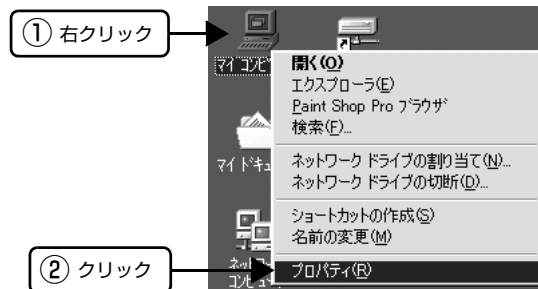 ① 右クリック
マイ コンピ
開く(O)
エクスプローラ(E)
Paint Shop Pro ブラウザ
検索(F)...
マイ ドキュ
ネットワーク ドライブの割り当て(N)...
ネットワーク ドライブの切断(D)...
ショートカットの作成(S)
名前の変更(M)
② クリック
ネットワー
コンピュ
プロパティ(R)